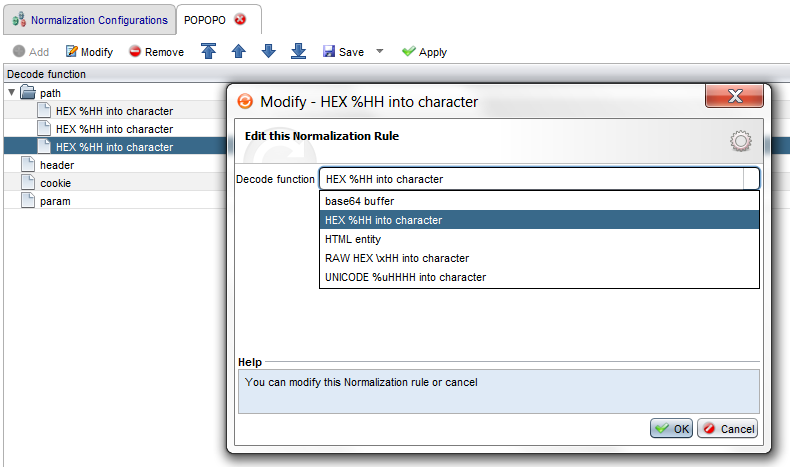 Normalization Configurations
POPOPO
Add Modify Remove Save Apply
Decode function
path
HEX %HH into character
HEX %HH into character
HEX %HH into character
header
cookie
param
Modify - HEX %HH into character
Edit this Normalization Rule
Decode function HEX %HH into character
base64 buffer
HEX %HH into character
HTML entity
RAW HEX \xHH into character
UNICODE %uHHHH into character
Help
You can modify this Normalization rule or cancel
OK Cancel